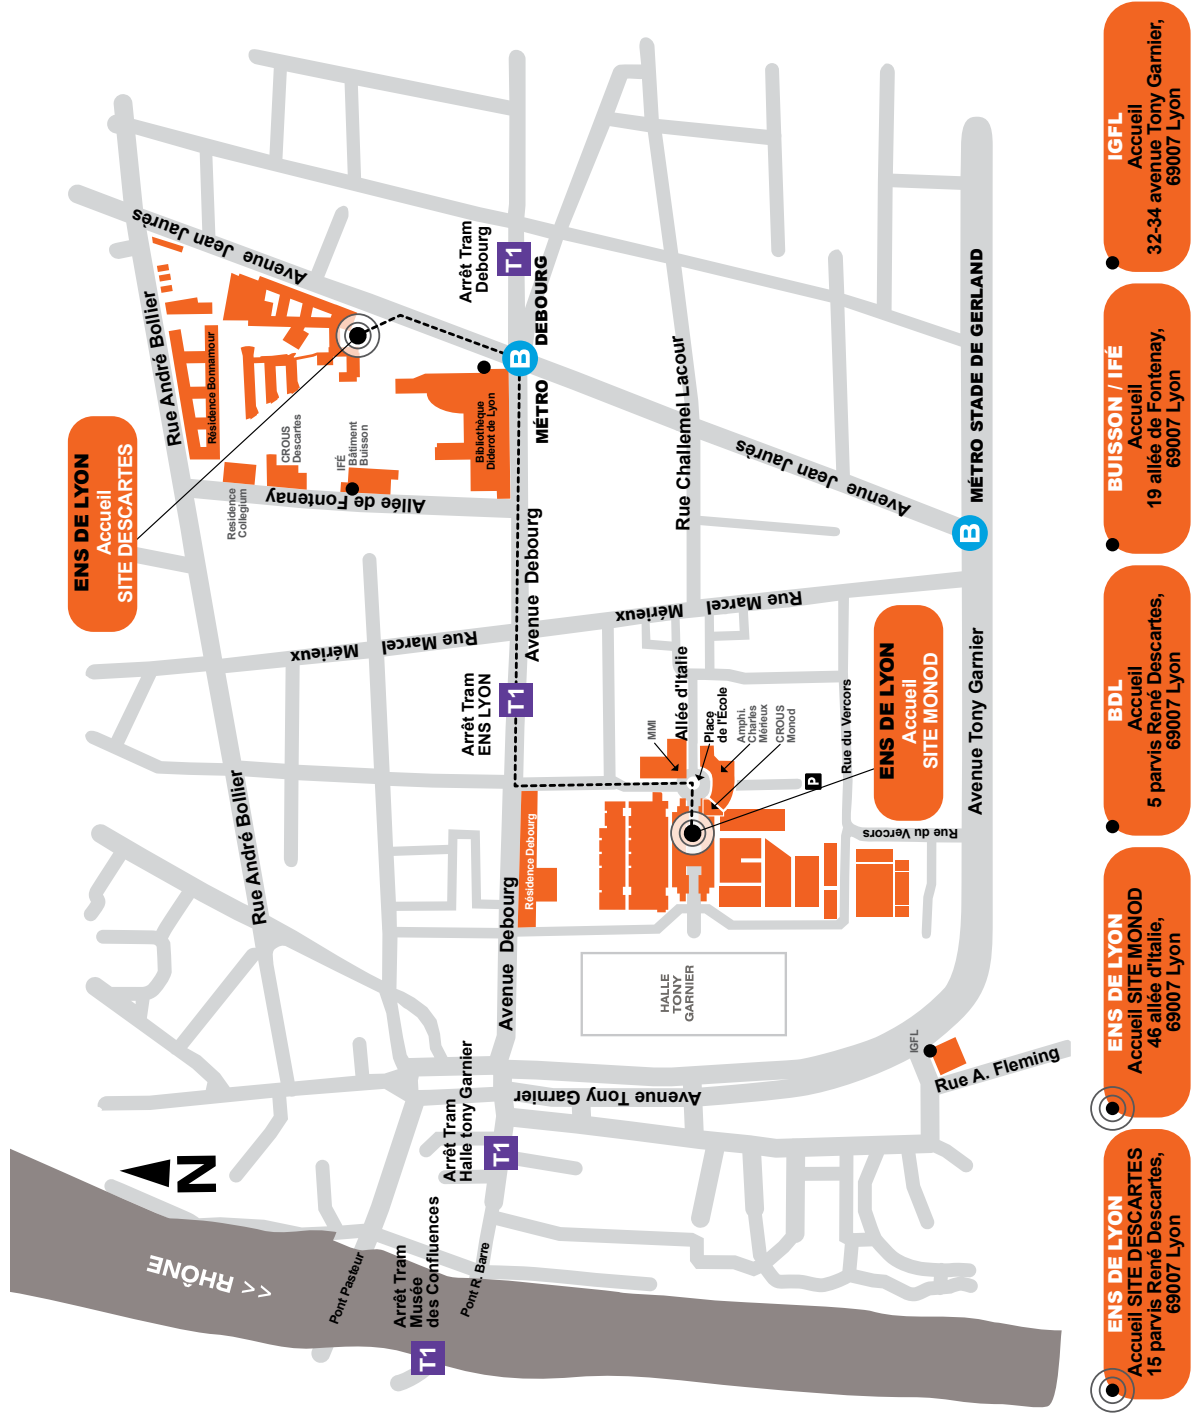 ENS DE LYON
Accueil
SITE DESCARTES
Rue André Bollier
Rue André Bollier
Avenue Jean Jaurès
Résidence Bonnamour
CROUS
Descartes
IFÉ
Bâtiment
Buisson
Residence
Collegium
Allée de Fontenay
Bibliothèque
Diderot de Lyon
Arrêt Tram
Debourg
T1
B
MÉTRO DEBOURG
Avenue Debourg
Rue Marcel Mérieux
Arrêt Tram
ENS LYON
T1
Avenue Debourg
Résidence Debourg
Rue Challemel Lacour
Avenue Jean Jaurès
Rue Marcel Mérieux
Allée d'Italie
MMI
Place
de l'École
Amphi.
Charles
Mérieux
CROUS
Monod
P
Rue du Vercors
Rue du Vercors
ENS DE LYON
Accueil
SITE MONOD
B
MÉTRO STADE DE GERLAND
Avenue Tony Garnier
HALLE
TONY
GARNIER
IGFL
Rue A. Fleming
Avenue Tony Garnier
Arrêt Tram
Halle tony Garnier
T1
N
<< RHÔNE
Pont Pasteur
Arrêt Tram
Musée
des Confluences
T1
Pont R. Barre
ENS DE LYON
Accueil SITE DESCARTES
15 parvis René Descartes,
69007 Lyon
ENS DE LYON
Accueil SITE MONOD
46 allée d'Italie,
69007 Lyon
BDL
Accueil
5 parvis René Descartes,
69007 Lyon
BUISSON / IFÉ
Accueil
19 allée de Fontenay,
69007 Lyon
IGFL
Accueil
32-34 avenue Tony Garnier,
69007 Lyon